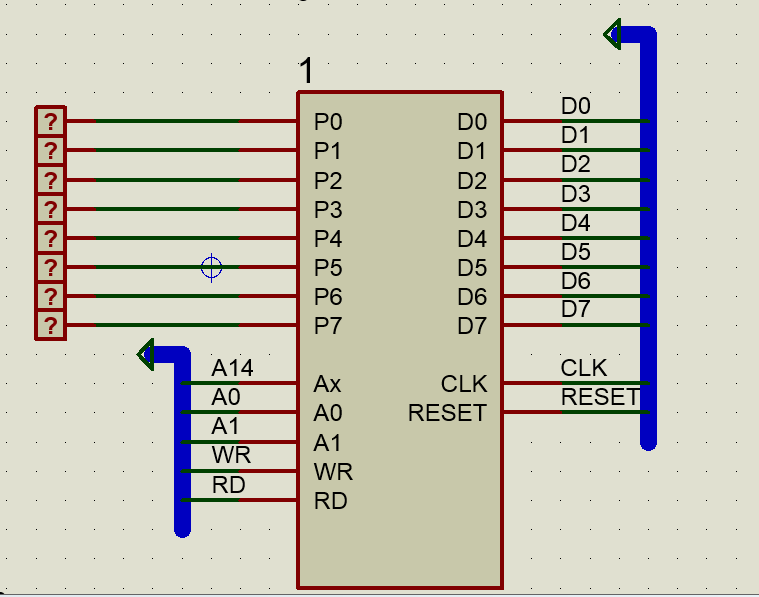 1
? P0 D0 D0
? P1 D1 D1
? P2 D2 D2
? P3 D3 D3
? P4 D4 D4
? P5 D5 D5
? P6 D6 D6
? P7 D7 D7
A14 Ax CLK CLK
A0 A0 RESET RESET
A1 A1
WR WR
RD RD